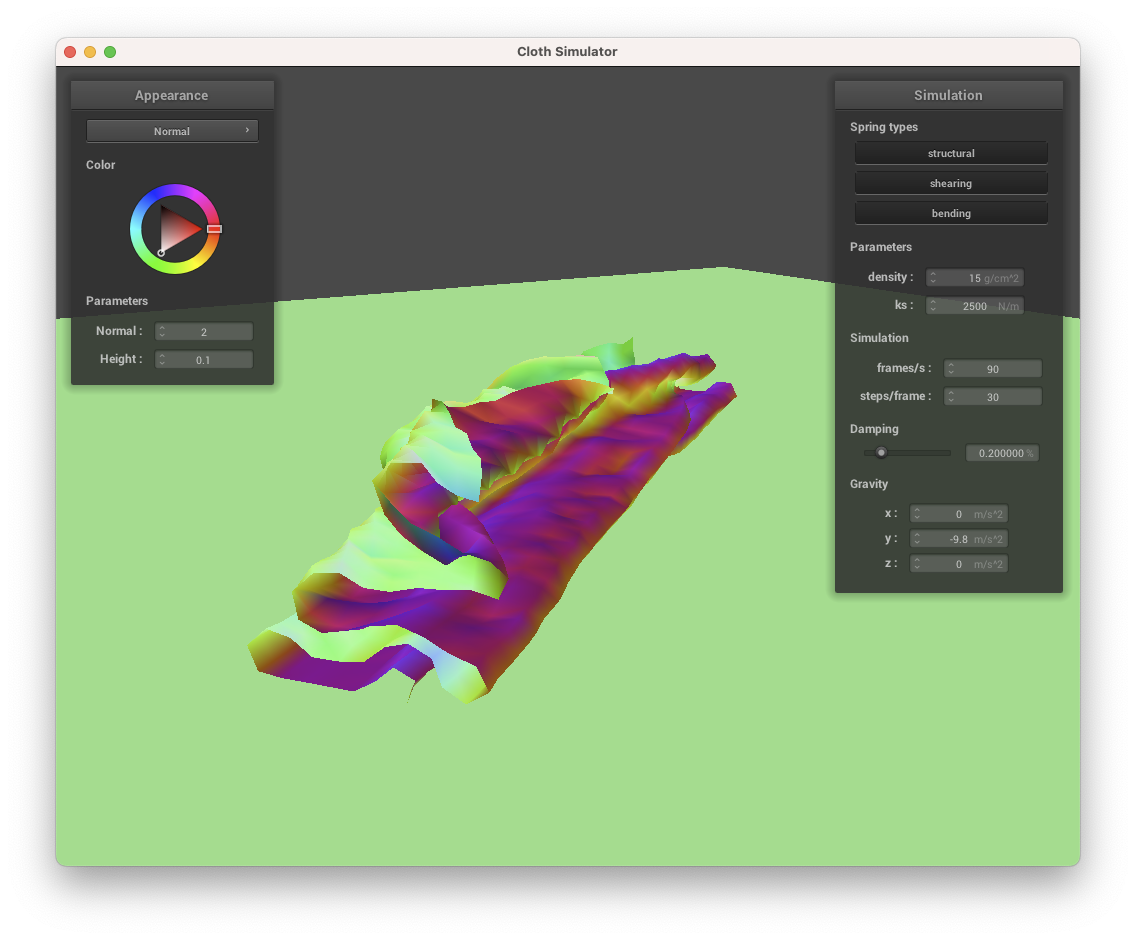 Cloth Simulator
Appearance
Normal
Color
Parameters
Normal : 2
Height : 0.1
Simulation
Spring types
structural
shearing
bending
Parameters
density : 15 g/cm^2
ks : 2500 N/m
Simulation
frames/s : 90
steps/frame : 30
Damping
0.200000 %
Gravity
x : 0 m/s^2
y : -9.8 m/s^2
z : 0 m/s^2